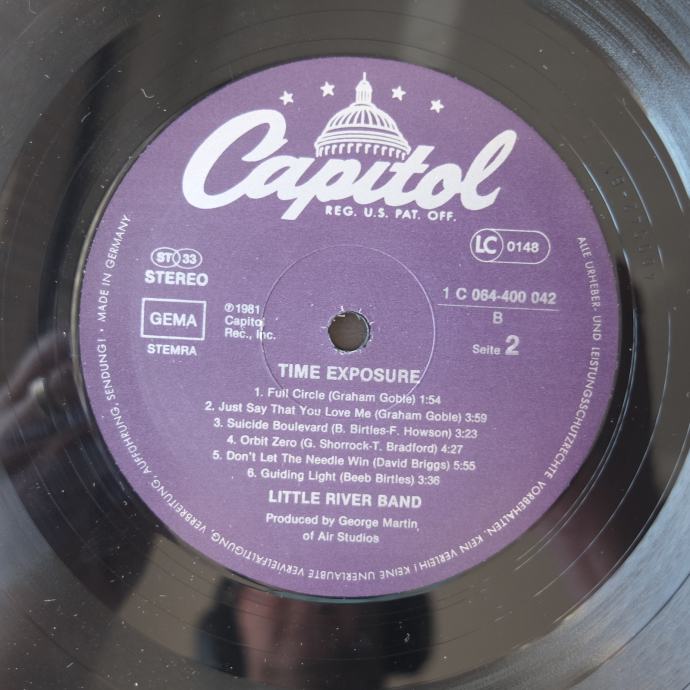 Capitol
REG. U.S. PAT. OFF.
ST 33
STEREO
LC 0148
GEMA
STEMRA
℗1981
Capitol
Rec., Inc.
1 C 064-400 042
B
Seite 2
TIME EXPOSURE
1. Full Circle (Graham Goble) 1:54
2. Just Say That You Love Me (Graham Goble) 3:59
3. Suicide Boulevard (B. Birtles-F. Howson) 3:23
4. Orbit Zero (G. Shorrock-T. Bradford) 4:27
5. Don't Let The Needle Win (David Briggs) 5:55
6. Guiding Light (Beeb Birtles) 3:36
LITTLE RIVER BAND
Produced by George Martin,
of Air Studios
ALLE URHEBER- UND LEISTUNGSSCHUTZRECHTE VORBEHALTEN. KEIN VERLEIH! KEINE UNERLAUBTE VERVIELFÄLTIGUNG, VERBREITUNG, AUFFÜHRUNG, SENDUNG! • MADE IN GERMANY